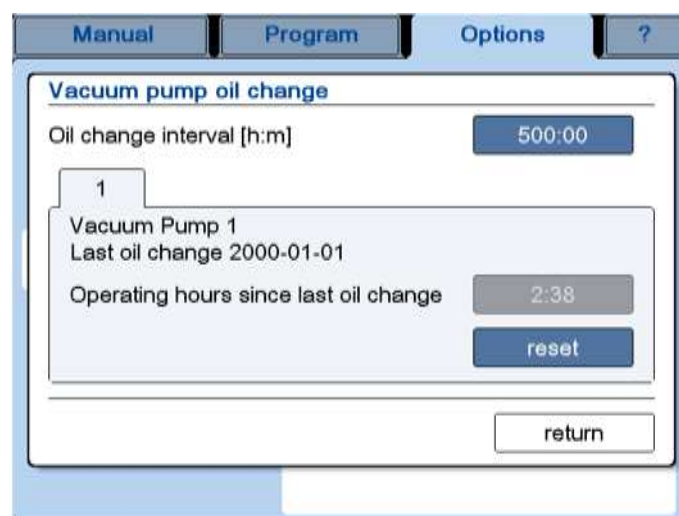 Manual Program Options ?
Vacuum pump oil change
Oil change interval [h:m] 500:00
1
Vacuum Pump 1
Last oil change 2000-01-01
Operating hours since last oil change 2:38
reset
return